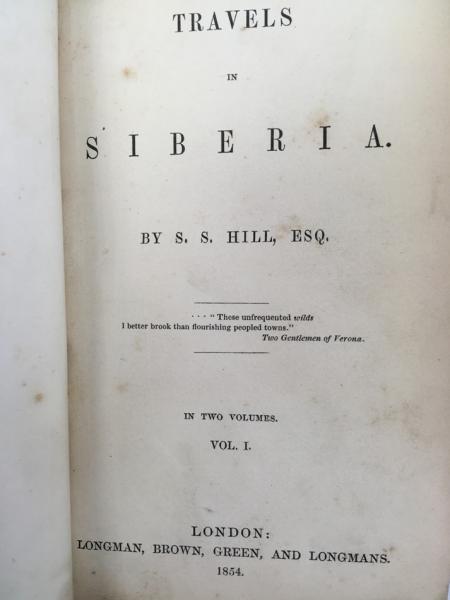 TRAVELS
IN
SIBERIA.
BY S. S. HILL, ESQ.
. . . "These unfrequented wilds
I better brook than flourishing peopled towns."
Two Gentlemen of Verona.
IN TWO VOLUMES.
VOL. I.
LONDON:
LONGMAN, BROWN, GREEN, AND LONGMANS.
1854.